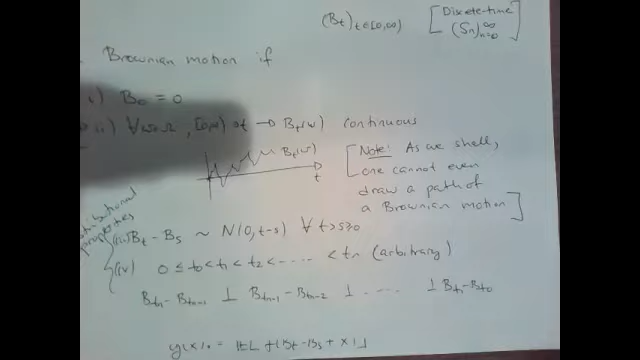 (B_t)_{t∈[0,∞)} [Discrete-time
(S_n)_{n=0}^∞]
Brownian motion if
i) B_0 = 0
ii) ∀ω∈Ω, [0,∞) ∋ t → B_t(ω) continuous
B_t(ω)
t
[Note: As we shall,
one cannot even
draw a path of
a Brownian motion]
properties
(iii) B_t - B_s ~ N(0, t-s) ∀ t>s≥0
(iv) 0 ≤ t_0 < t_1 < t_2 < ..... < t_n (arbitrary)
B_{t_n} - B_{t_{n-1}} ⊥ B_{t_{n-1}} - B_{t_{n-2}} ⊥ ..... ⊥ B_{t_1} - B_{t_0}